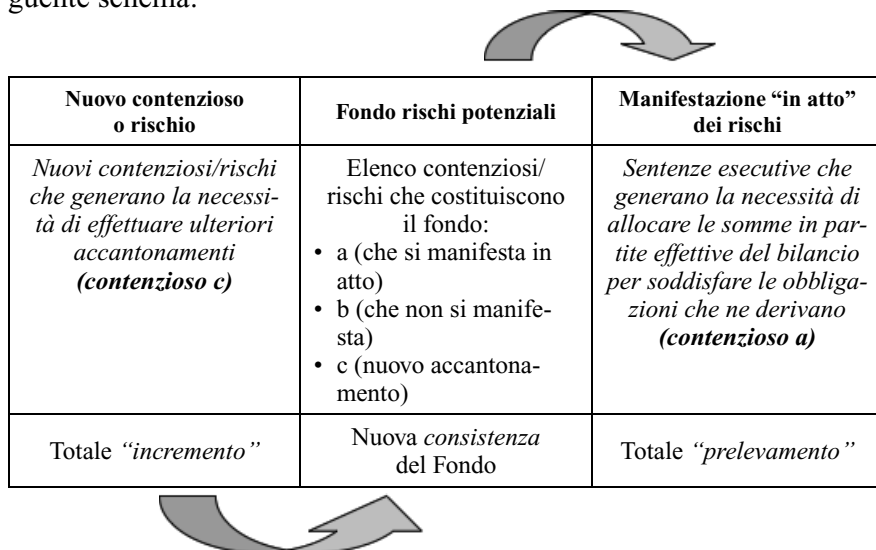 guente schema:
Nuovo contenzioso
o rischio
Fondo rischi potenziali
Manifestazione “in atto”
dei rischi
Nuovi contenziosi/rischi
che generano la necessi-
tà di effettuare ulteriori
accantonamenti
(contenzioso c)
Elenco contenziosi/
rischi che costituiscono
il fondo:
• a (che si manifesta in
atto)
• b (che non si manife-
sta)
• c (nuovo accantona-
mento)
Sentenze esecutive che
generano la necessità di
allocare le somme in par-
tite effettive del bilancio
per soddisfare le obbliga-
zioni che ne derivano
(contenzioso a)
Totale “incremento”
Nuova consistenza
del Fondo
Totale “prelevamento”